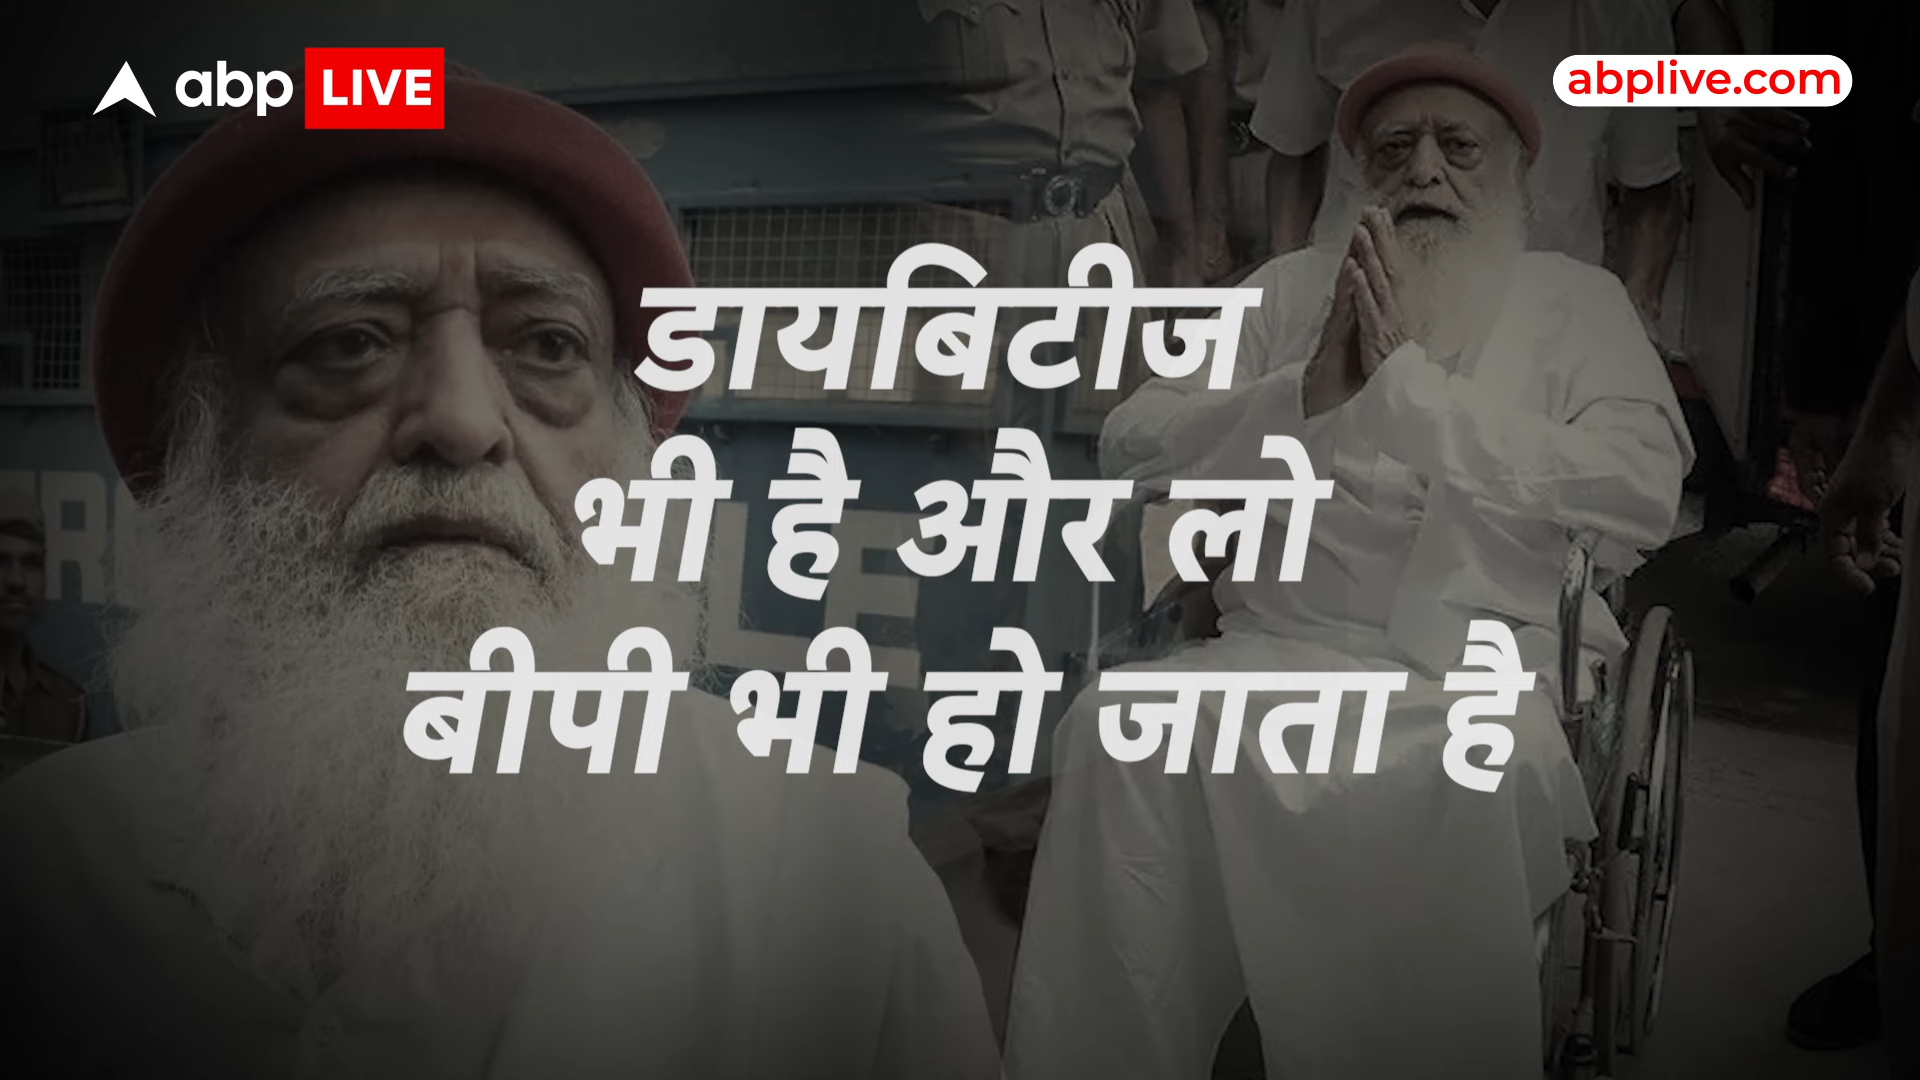 abp LIVE
abplive.com
डायबिटीज
भी है और लो
बीपी भी हो जाता है